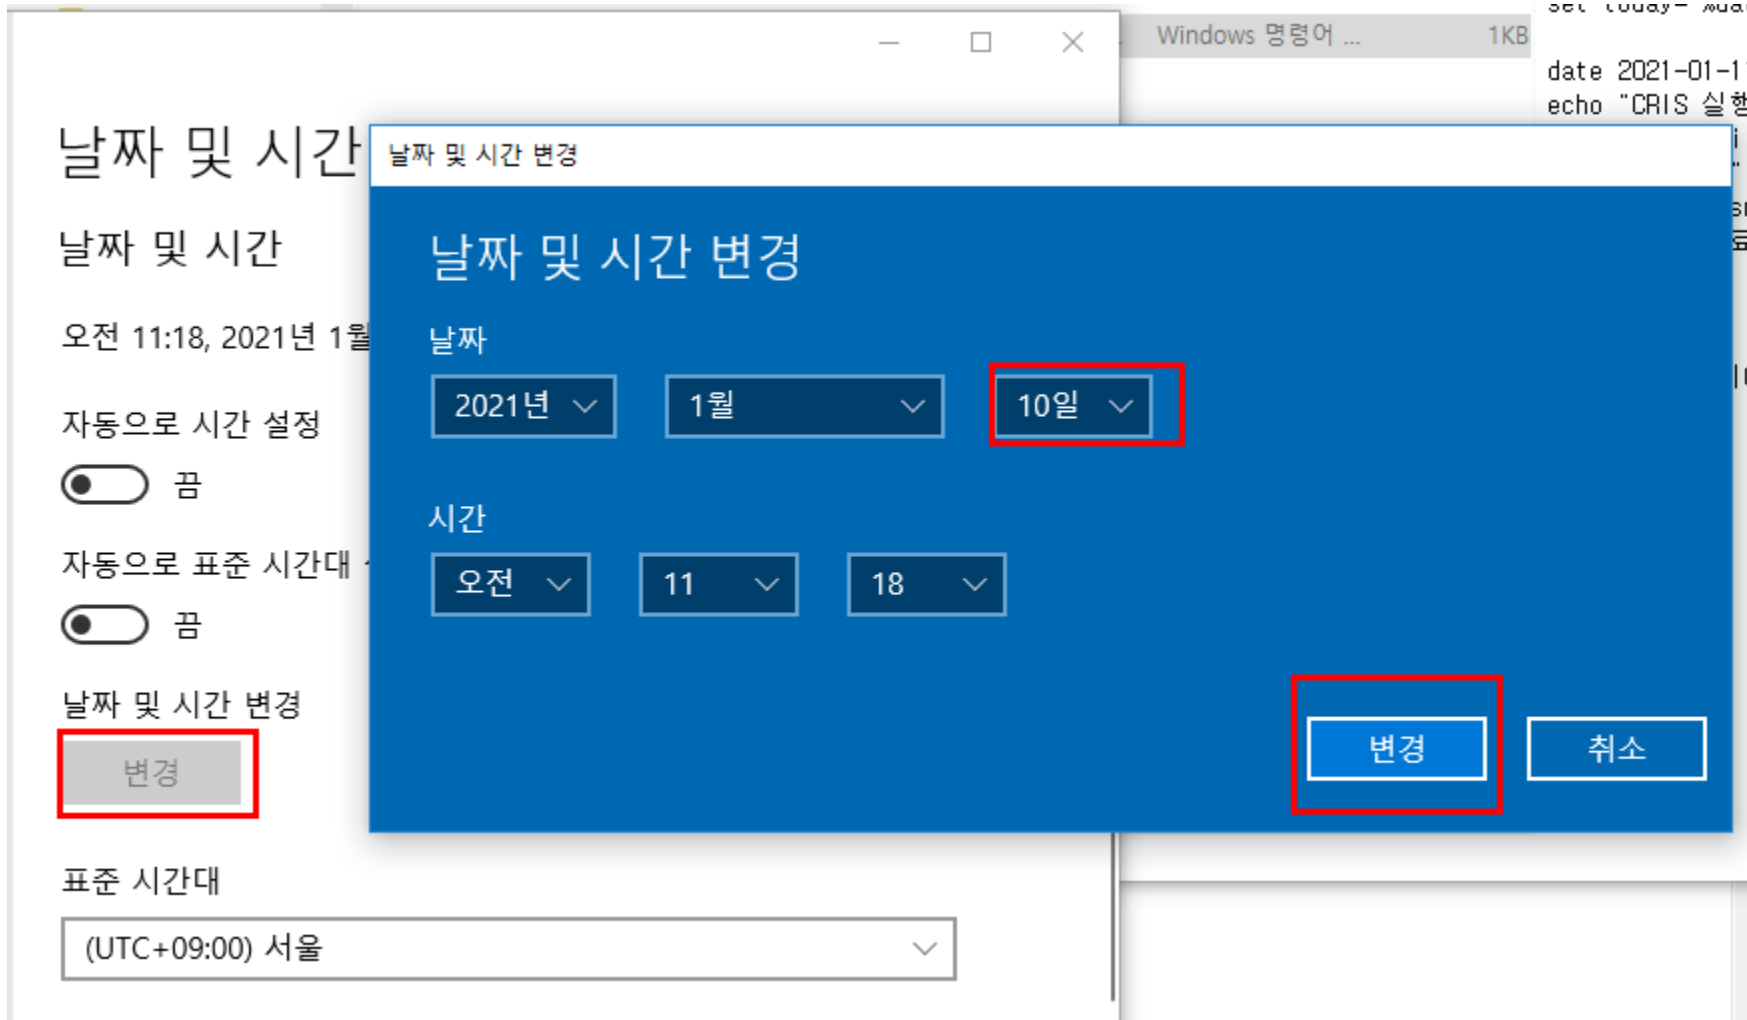 Windows 명령어 ...
1KB
date 2021-01-1
echo "CRIS 실행
날짜 및 시간
날짜 및 시간
오전 11:18, 2021년 1월
자동으로 시간 설정
끔
자동으로 표준 시간대
끔
날짜 및 시간 변경
변경
표준 시간대
(UTC+09:00) 서울
날짜 및 시간 변경
날짜 및 시간 변경
날짜
2021년
1월
10일
시간
오전
11
18
변경
취소